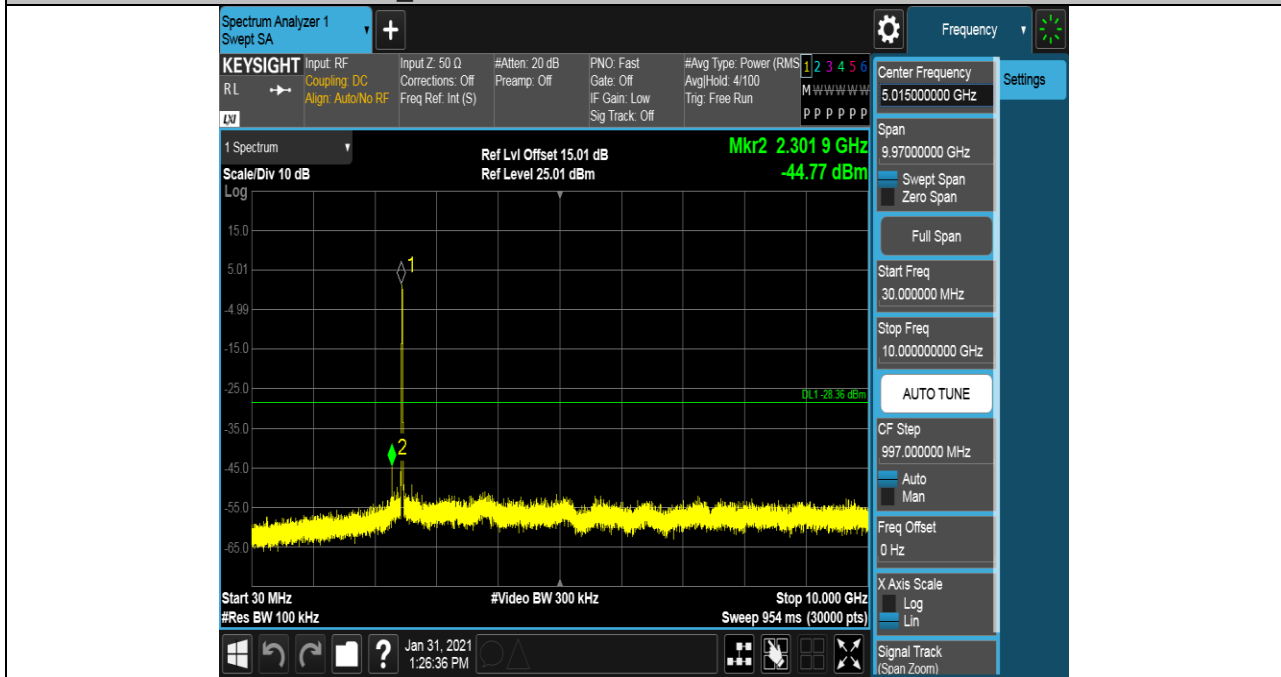 Spectrum Analyzer 1
Swept SA
+
Frequency
KEYSIGHT
RL
LXI
Input: RF
Coupling: DC
Align: Auto/No RF
Input Z: 50 Ω
Corrections: Off
Freq Ref: Int (S)
#Atten: 20 dB
Preamp: Off
PNO: Fast
Gate: Off
IF Gain: Low
Sig Track: Off
#Avg Type: Power (RMS
Avg|Hold: 4/100
Trig: Free Run
1 2 3 4 5 6
M W W W W W
P P P P P P
1 Spectrum
Scale/Div 10 dB
Ref Lvl Offset 15.01 dB
Ref Level 25.01 dBm
Mkr2 2.301 9 GHz
-44.77 dBm
Log
15.0
5.01
-4.99
-15.0
-25.0
-35.0
-45.0
-55.0
-65.0
1
2
DL1 -28.36 dBm
Start 30 MHz
#Video BW 300 kHz
Stop 10.000 GHz
#Res BW 100 kHz
Sweep 954 ms (30000 pts)
?
Jan 31, 2021
1:26:36 PM
Center Frequency
5.015000000 GHz
Settings
Span
9.97000000 GHz
Swept Span
Zero Span
Full Span
Start Freq
30.000000 MHz
Stop Freq
10.000000000 GHz
AUTO TUNE
CF Step
997.000000 MHz
Auto
Man
Freq Offset
0 Hz
X Axis Scale
Log
Lin
Signal Track
(Span Zoom)